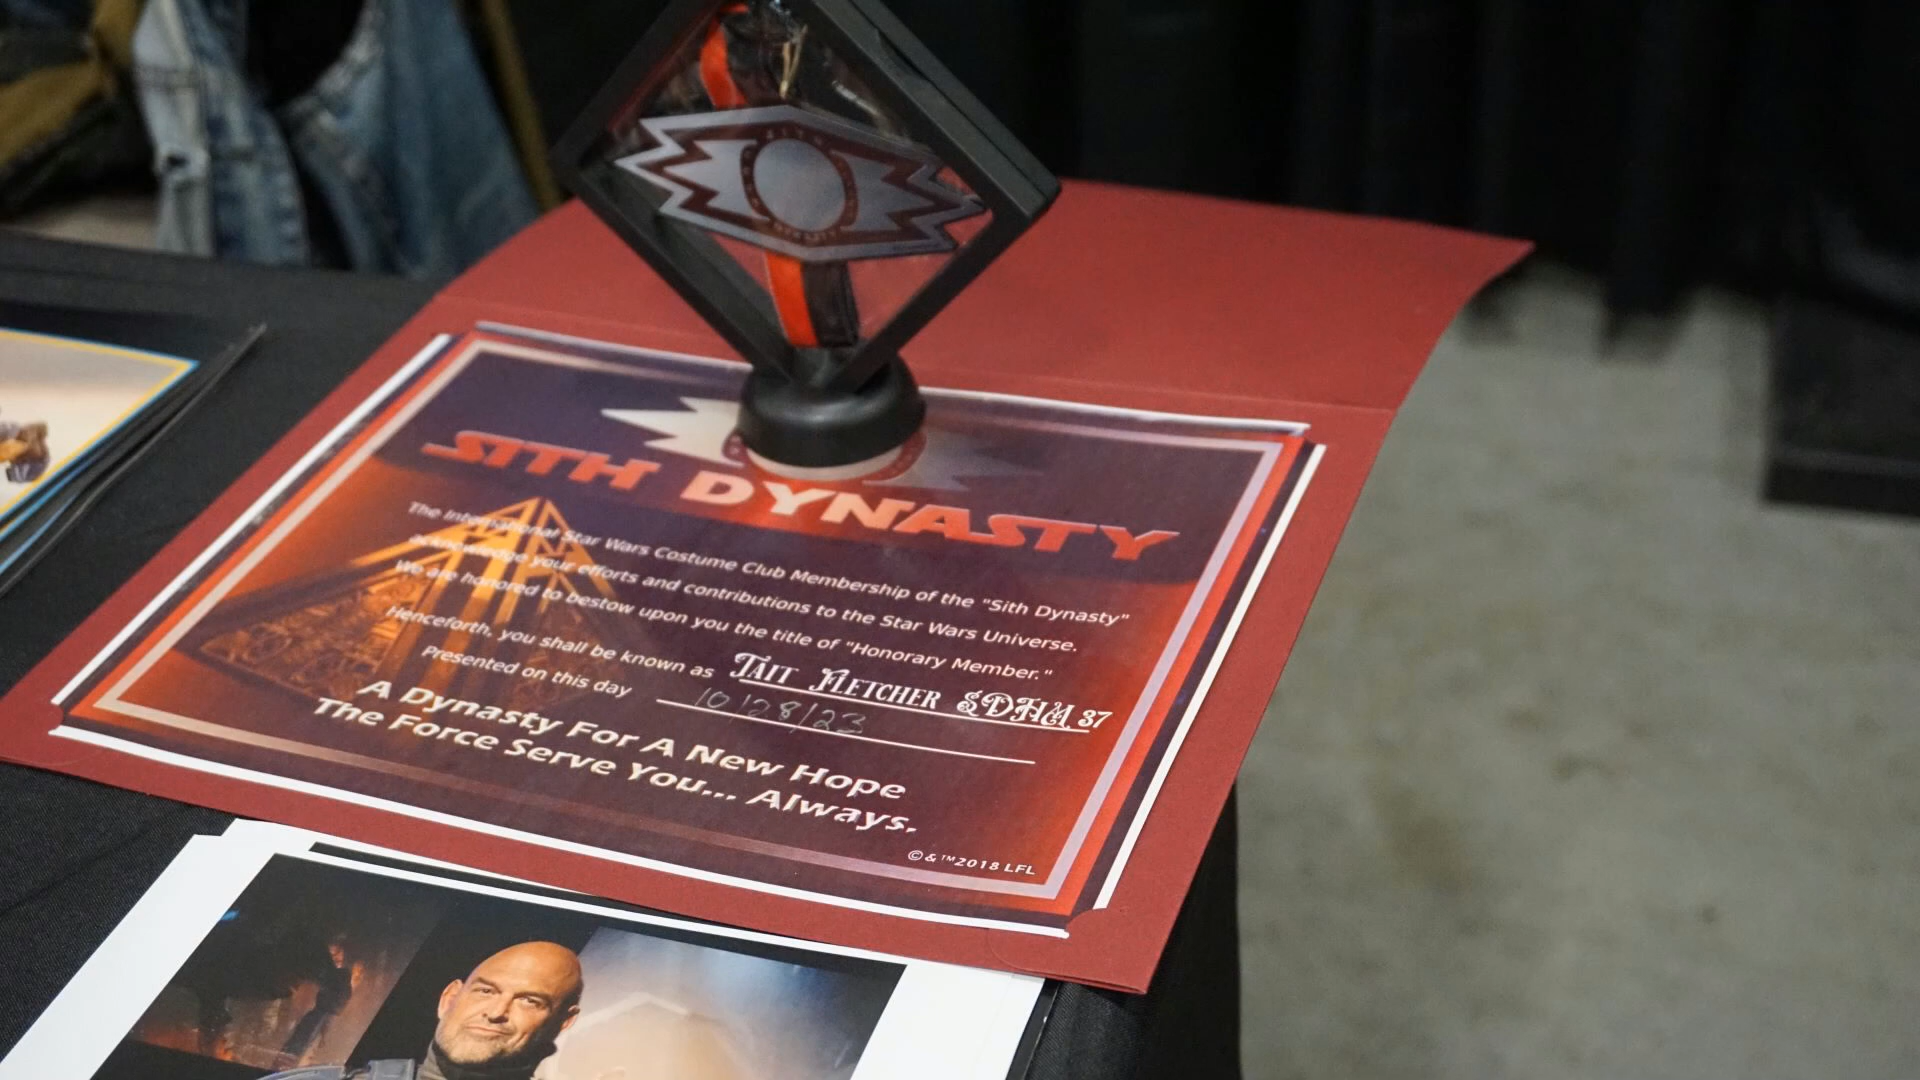 SITH DYNASTY
The International Star Wars Costume Club Membership of the "Sith Dynasty"
acknowledge your efforts and contributions to the Star Wars Universe.
We are honored to bestow upon you the title of "Honorary Member."
Henceforth, you shall be known as TAIT FLETCHER SDHM 37
Presented on this day 10/28/23
A Dynasty For A New Hope
The Force Serve You... Always.
©&™2018 LFL